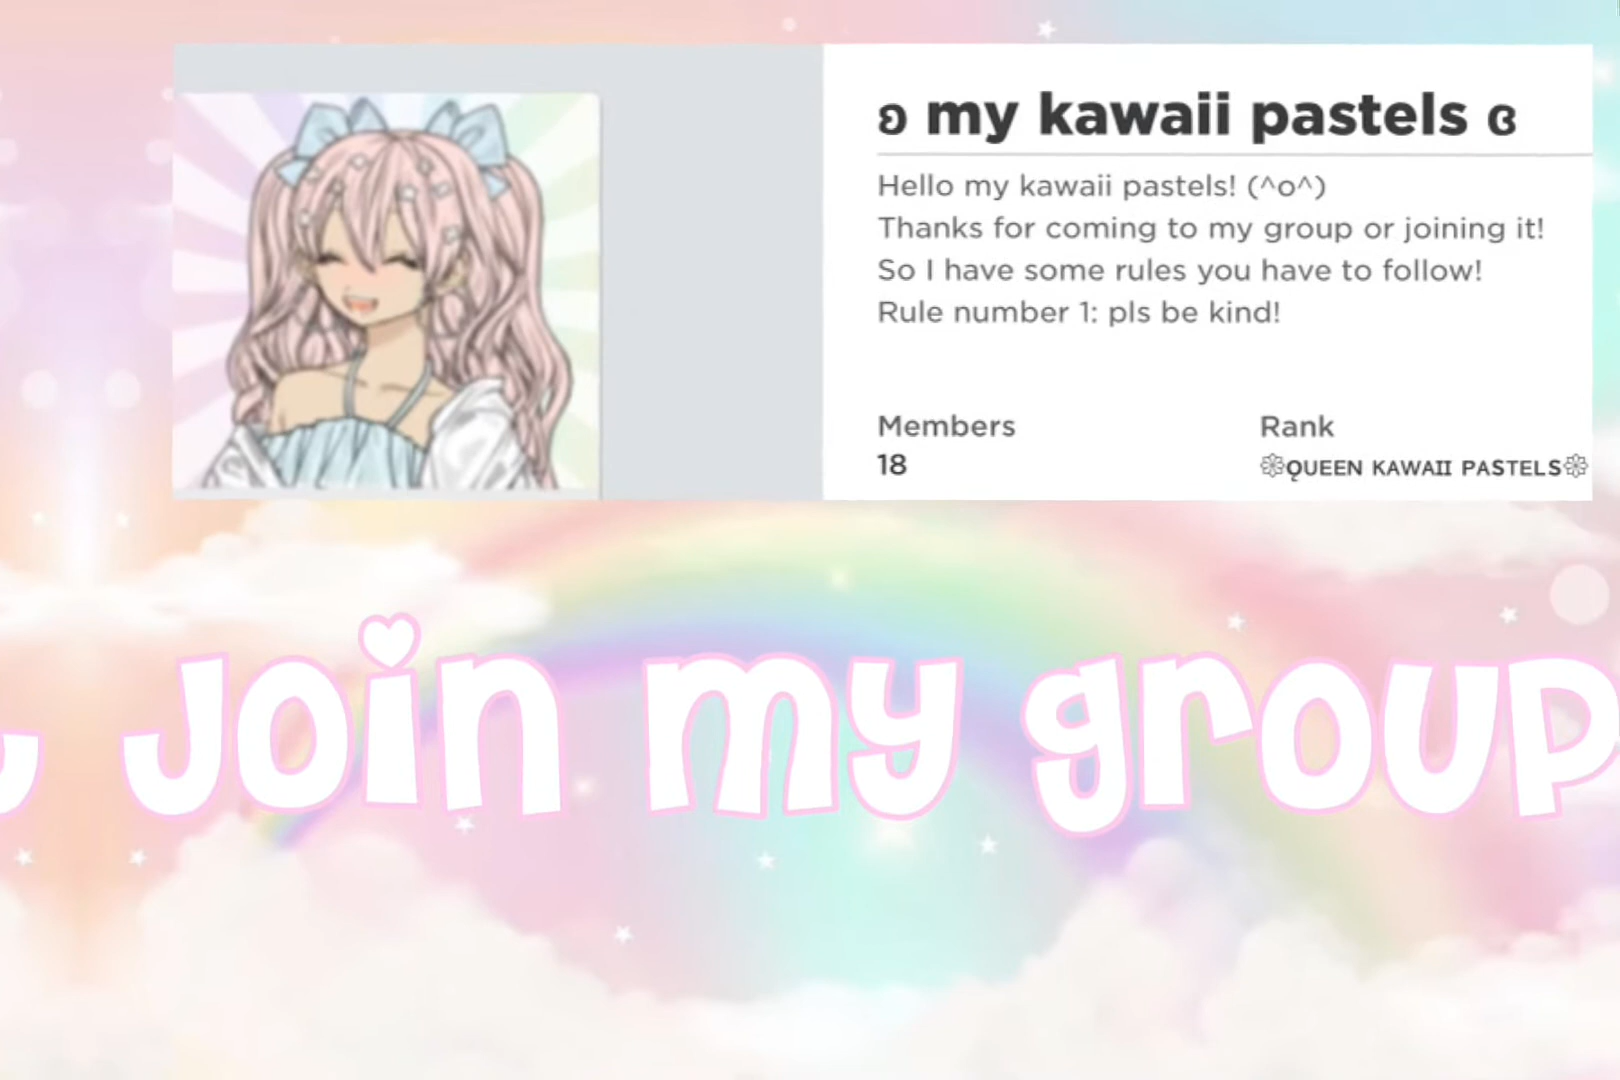 ʚ my kawaii pastels ɞ
Hello my kawaii pastels! (^o^)
Thanks for coming to my group or joining it!
So I have some rules you have to follow!
Rule number 1: pls be kind!
Members
18
Rank
❀ǪUEEN KAWAII PASTELS❀
Join my group